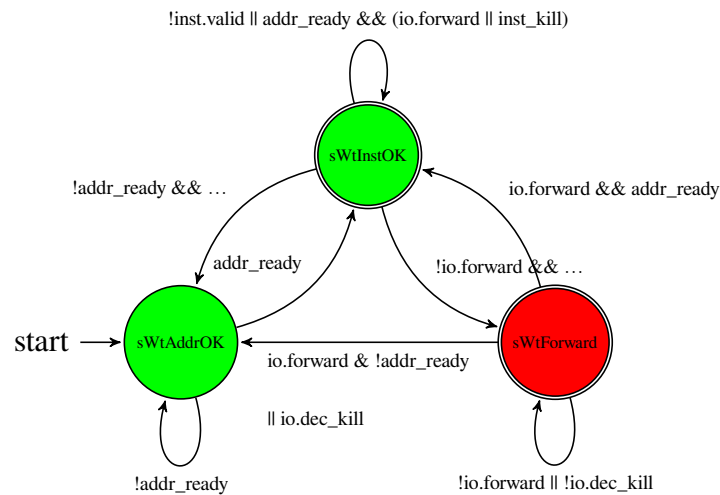 !inst.valid || addr_ready && (io.forward || inst_kill)
sWtInstOK
!addr_ready && …
io.forward && addr_ready
addr_ready
!io.forward && …
start
sWtAddrOK
sWtForward
io.forward & !addr_ready
|| io.dec_kill
!addr_ready
!io.forward || !io.dec_kill